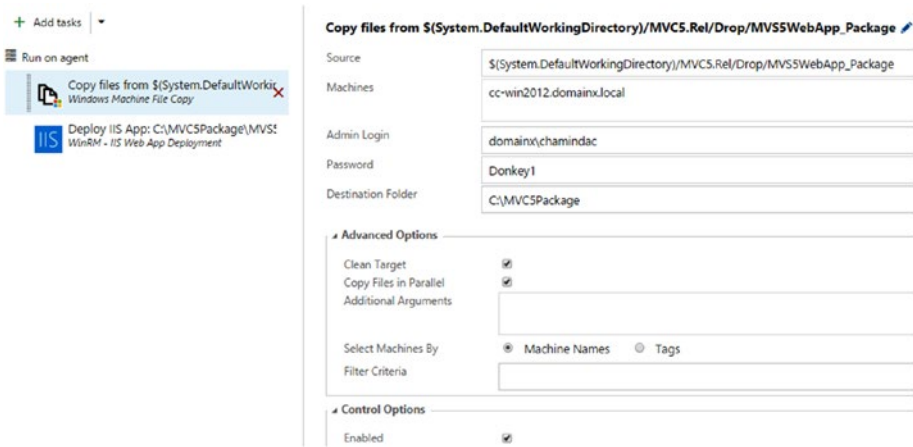 + Add tasks
Run on agent
Copy files from $(System.DefaultWorkin
Windows Machine File Copy
Deploy IIS App: C:\MVC5Package\MVS5
WinRM - IIS Web App Deployment
IIS
Copy files from $(System.DefaultWorkingDirectory)/MVC5.Rel/Drop/MVS5WebApp_Package
Source
$(System.DefaultWorkingDirectory)/MVC5.Rel/Drop/MVS5WebApp_Package
Machines
cc-win2012.domainx.local
Admin Login
domainx\chamindac
Password
Donkey1
Destination Folder
C:\MVC5Package
Advanced Options
Clean Target
Copy Files in Parallel
Additional Arguments
Select Machines By
Machine Names
Tags
Filter Criteria
Control Options
Enabled